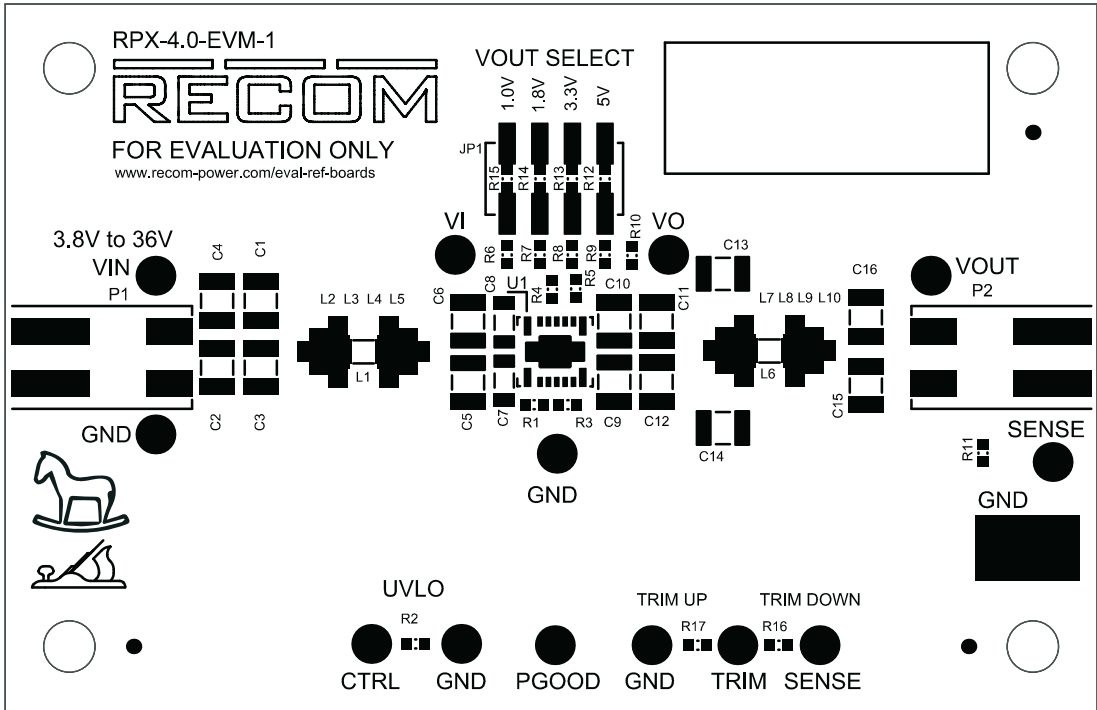 RPX-4.0-EVM-1
RECOM
FOR EVALUATION ONLY
www.recom-power.com/eval-ref-boards
VOUT SELECT
1.0V 1.8V 3.3V 5V
JP1
R15 R14 R13 R12
VI
VO
R6 R7 R8 R9 R10
3.8V to 36V
VIN
P1
C4 C1
L2 L3 L4 L5
L1
C6 C8 U1 R4 R5 C10 C11
C13
L7 L8 L9 L10
L6
C16
VOUT
P2
C2 C3
C5 C7 R1 R3 C9 C12
C14
C15
GND
GND
R11
SENSE
GND
UVLO
R2
TRIM UP
R17
TRIM DOWN
R16
CTRL GND PGOOD GND TRIM SENSE